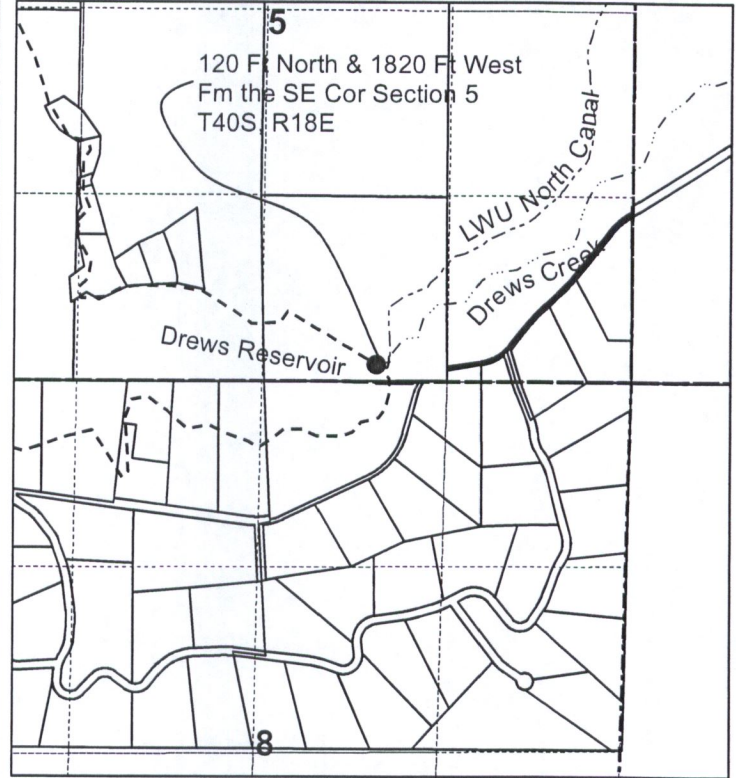 5
120 Ft North & 1820 Ft West
Fm the SE Cor Section 5
T40S, R18E
LWU North Canal
Drews Creek
Drews Reservoir
8